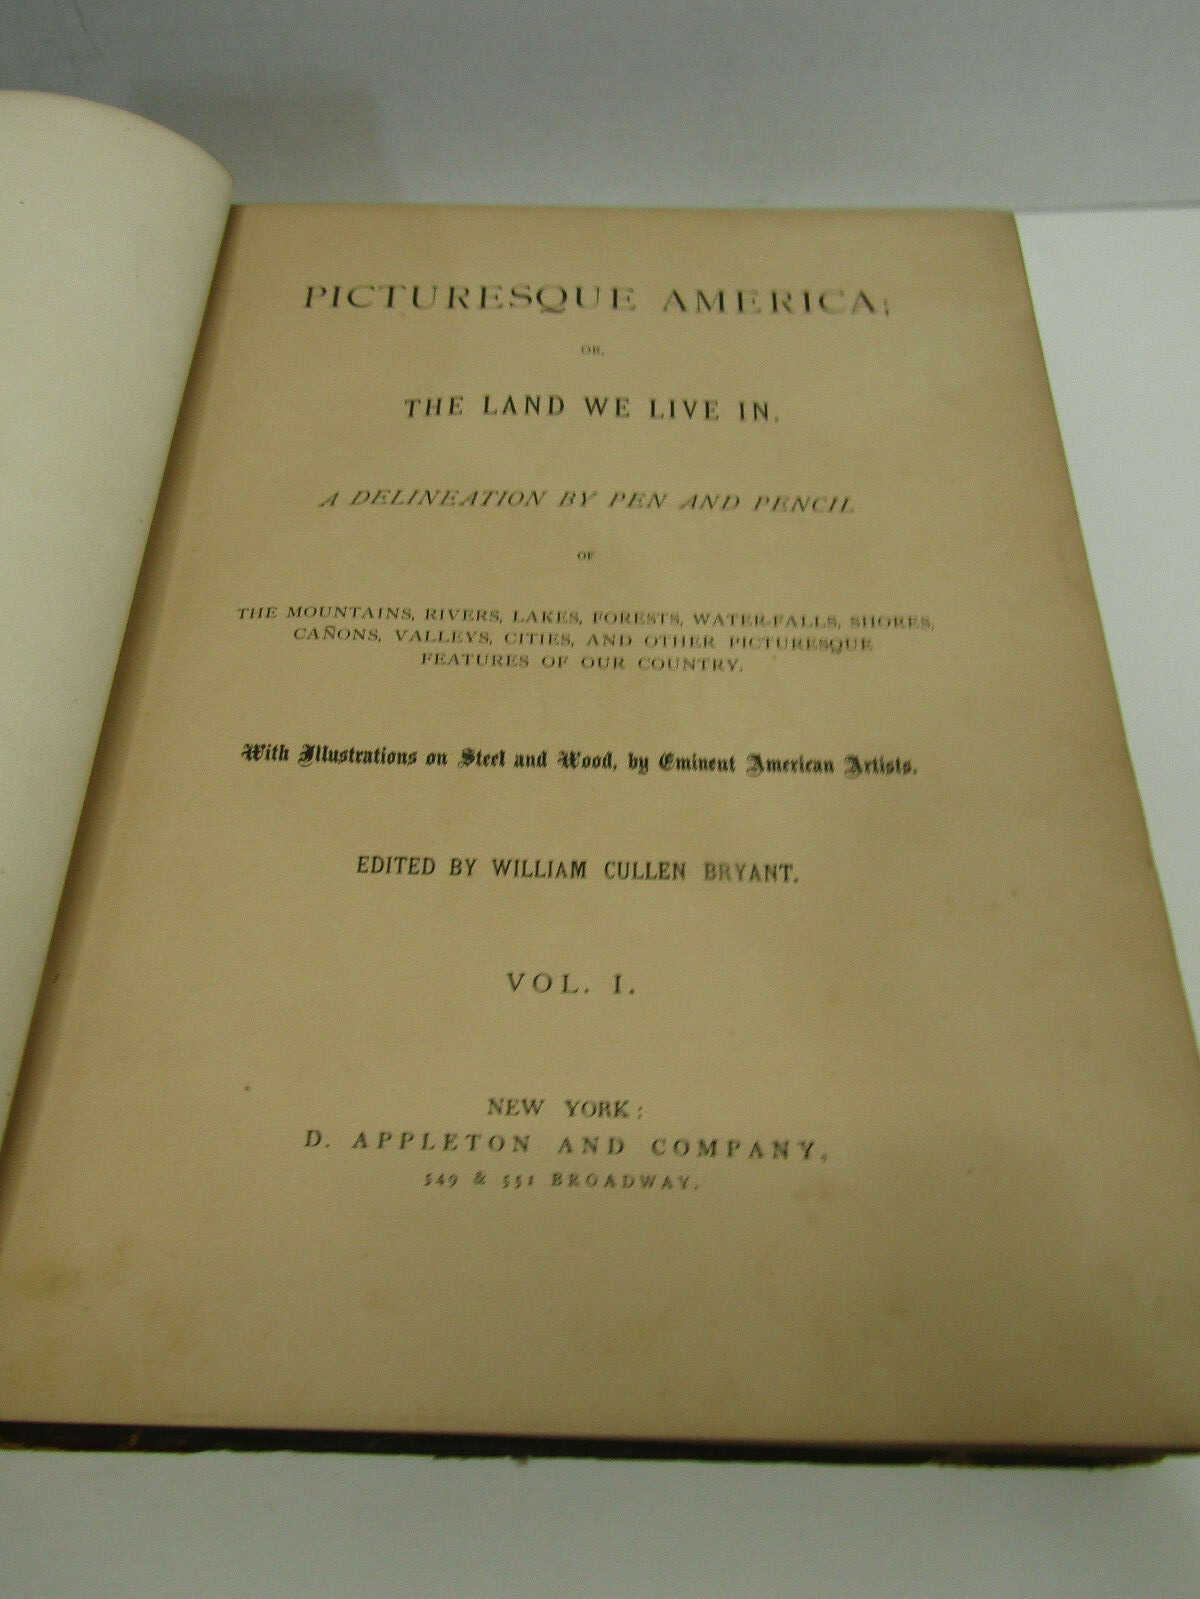 PICTURESQUE AMERICA;
OR,
THE LAND WE LIVE IN.
A DELINEATION BY PEN AND PENCIL
OF
THE MOUNTAINS, RIVERS, LAKES, FORESTS, WATER-FALLS, SHORES,
CAÑONS, VALLEYS, CITIES, AND OTHER PICTURESQUE
FEATURES OF OUR COUNTRY.
With Illustrations on Steel and Wood, by Eminent American Artists.
EDITED BY WILLIAM CULLEN BRYANT.
VOL. I.
NEW YORK:
D. APPLETON AND COMPANY,
549 & 551 BROADWAY.